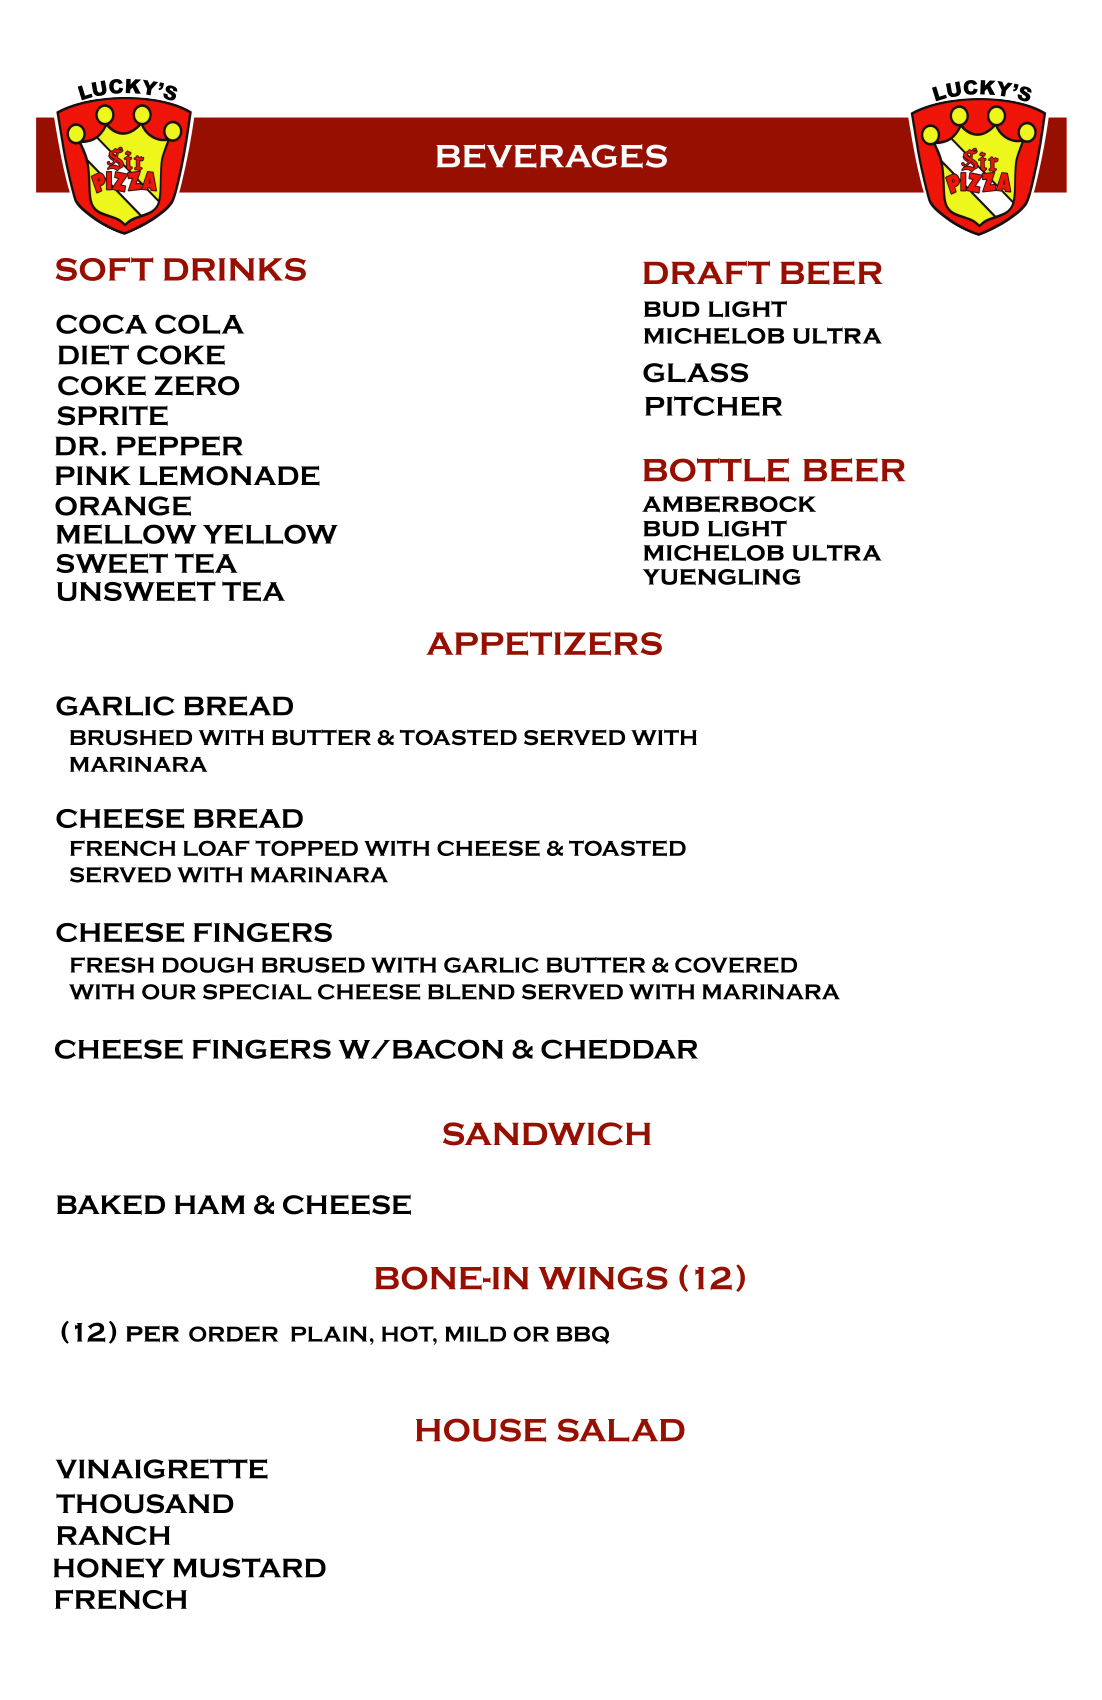 LUCKY'S
Sir
PIZZA
BEVERAGES
LUCKY'S
Sir
PIZZA
SOFT DRINKS
COCA COLA
DIET COKE
COKE ZERO
SPRITE
DR. PEPPER
PINK LEMONADE
ORANGE
MELLOW YELLOW
SWEET TEA
UNSWEET TEA
DRAFT BEER
BUD LIGHT
MICHELOB ULTRA
GLASS
PITCHER
BOTTLE BEER
AMBERBOCK
BUD LIGHT
MICHELOB ULTRA
YUENGLING
APPETIZERS
GARLIC BREAD
BRUSHED WITH BUTTER & TOASTED SERVED WITH
MARINARA
CHEESE BREAD
FRENCH LOAF TOPPED WITH CHEESE & TOASTED
SERVED WITH MARINARA
CHEESE FINGERS
FRESH DOUGH BRUSED WITH GARLIC BUTTER & COVERED
WITH OUR SPECIAL CHEESE BLEND SERVED WITH MARINARA
CHEESE FINGERS W/BACON & CHEDDAR
SANDWICH
BAKED HAM & CHEESE
BONE-IN WINGS (12)
(12) PER ORDER PLAIN, HOT, MILD OR BBQ
HOUSE SALAD
VINAIGRETTE
THOUSAND
RANCH
HONEY MUSTARD
FRENCH